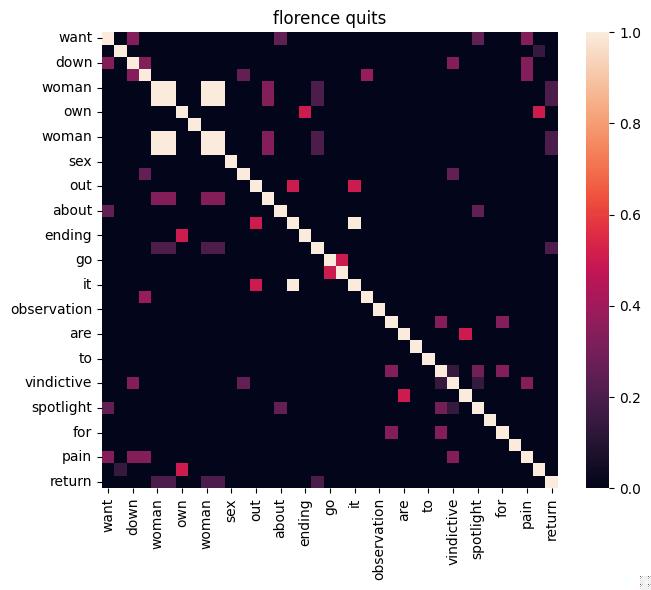 florence quits
want
down
woman
own
woman
sex
out
about
ending
go
it
observation
are
to
vindictive
spotlight
for
pain
return
1.0
0.8
0.6
0.4
0.2
0.0
want down woman own woman sex out about ending go it observation are to vindictive spotlight for pain return